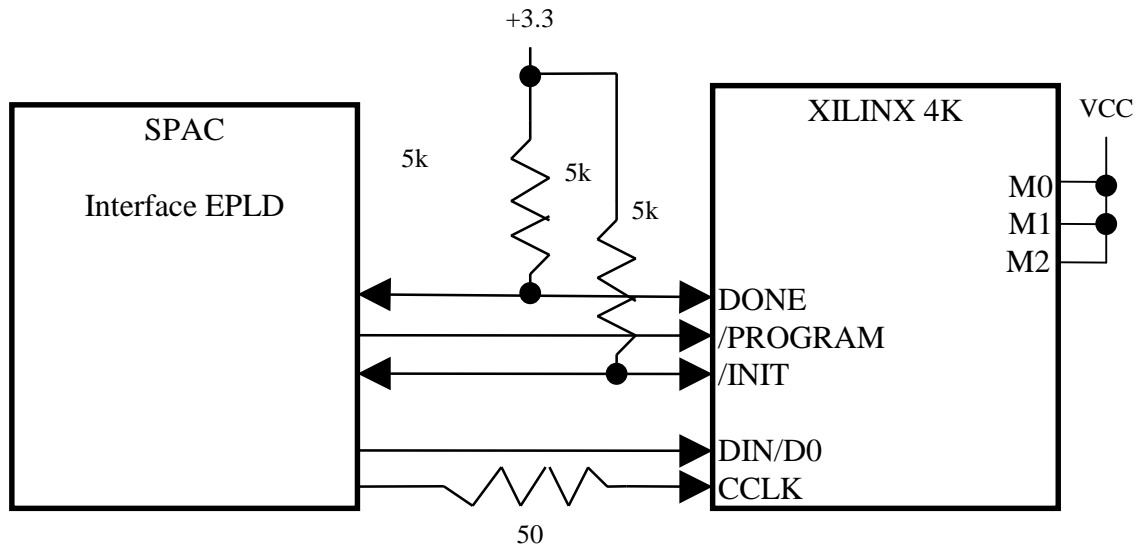 +3.3
SPAC
Interface EPLD
5k
5k
5k
XILINX 4K
VCC
M0
M1
M2
DONE
/PROGRAM
/INIT
DIN/D0
CCLK
50